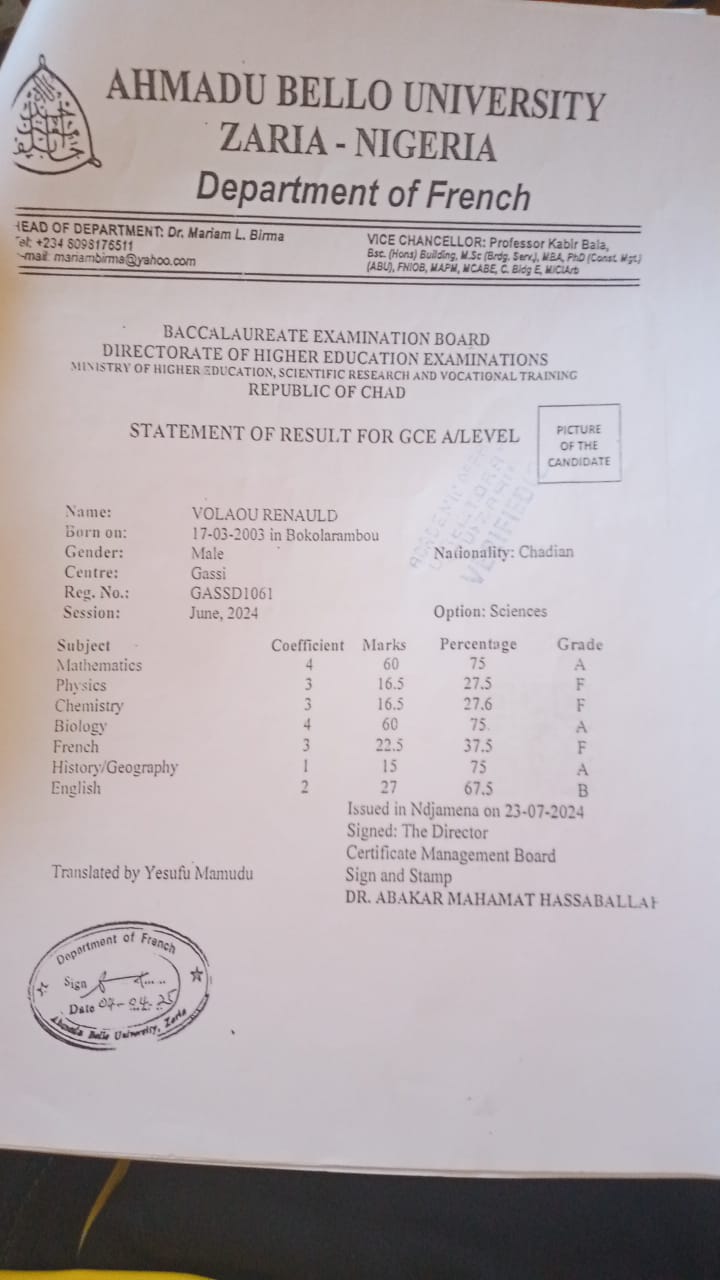 AHMADU BELLO UNIVERSITY
ZARIA - NIGERIA
Department of French
HEAD OF DEPARTMENT: Dr. Mariam L. Birma
Tel: +234 8098176511
mail: mariambirma@yahoo.com
VICE CHANCELLOR: Professor Kabir Bala,
Bsc. (Hons) Building, M.Sc (Brdg. Serv.), MBA, PhD (Const. Mgt.)
(ABU), FNIOB, MAPM, MCABE, C. Bldg E, MICIArb
BACCALAUREATE EXAMINATION BOARD
DIRECTORATE OF HIGHER EDUCATION EXAMINATIONS
MINISTRY OF HIGHER EDUCATION, SCIENTIFIC RESEARCH AND VOCATIONAL TRAINING
REPUBLIC OF CHAD
STATEMENT OF RESULT FOR GCE A/LEVEL
PICTURE
OF THE
CANDIDATE
VERIFIED
Name: VOLAOU RENAULD
Born on: 17-03-2003 in Bokolarambou
Gender: Male Nationality: Chadian
Centre: Gassi
Reg. No.: GASSD1061
Session: June, 2024 Option: Sciences
Subject Coefficient Marks Percentage Grade
Mathematics 4 60 75 A
Physics 3 16.5 27.5 F
Chemistry 3 16.5 27.6 F
Biology 4 60 75. A
French 3 22.5 37.5 F
History/Geography 1 15 75 A
English 2 27 67.5 B
Issued in Ndjamena on 23-07-2024
Signed: The Director
Certificate Management Board
Translated by Yesufu Mamudu Sign and Stamp
DR. ABAKAR MAHAMAT HASSABALLAH
Department of French
Sign
Date 07-04-25
Ahmadu Bello University, Zaria